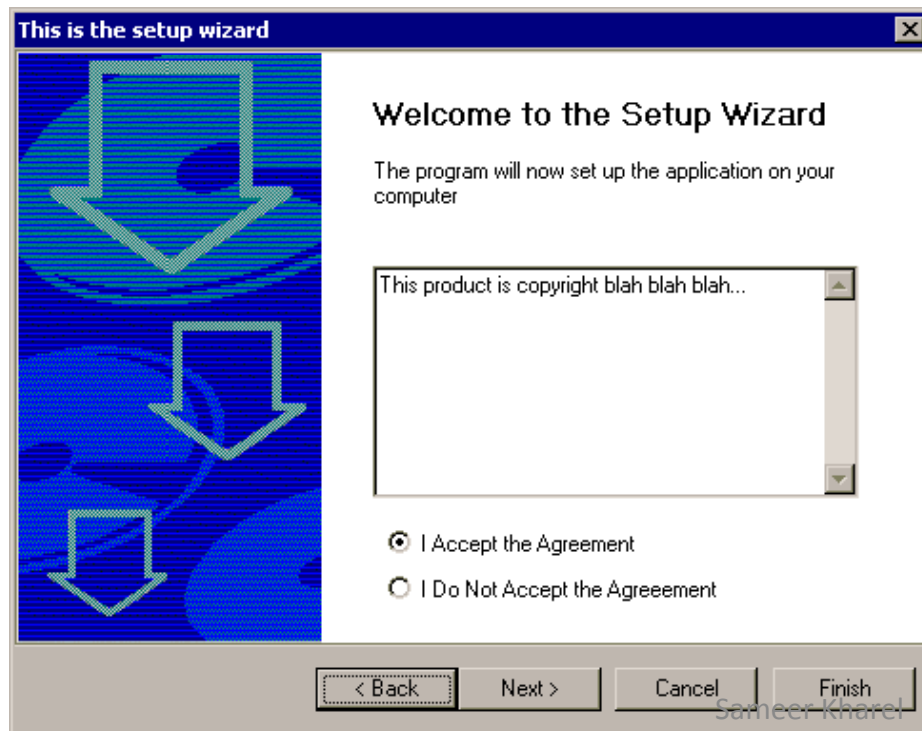 This is the setup wizard
Welcome to the Setup Wizard
The program will now set up the application on your
computer
This product is copyright blah blah blah...
I Accept the Agreement
I Do Not Accept the Agreeement
< Back Next > Cancel Finish
Sameer Kharel